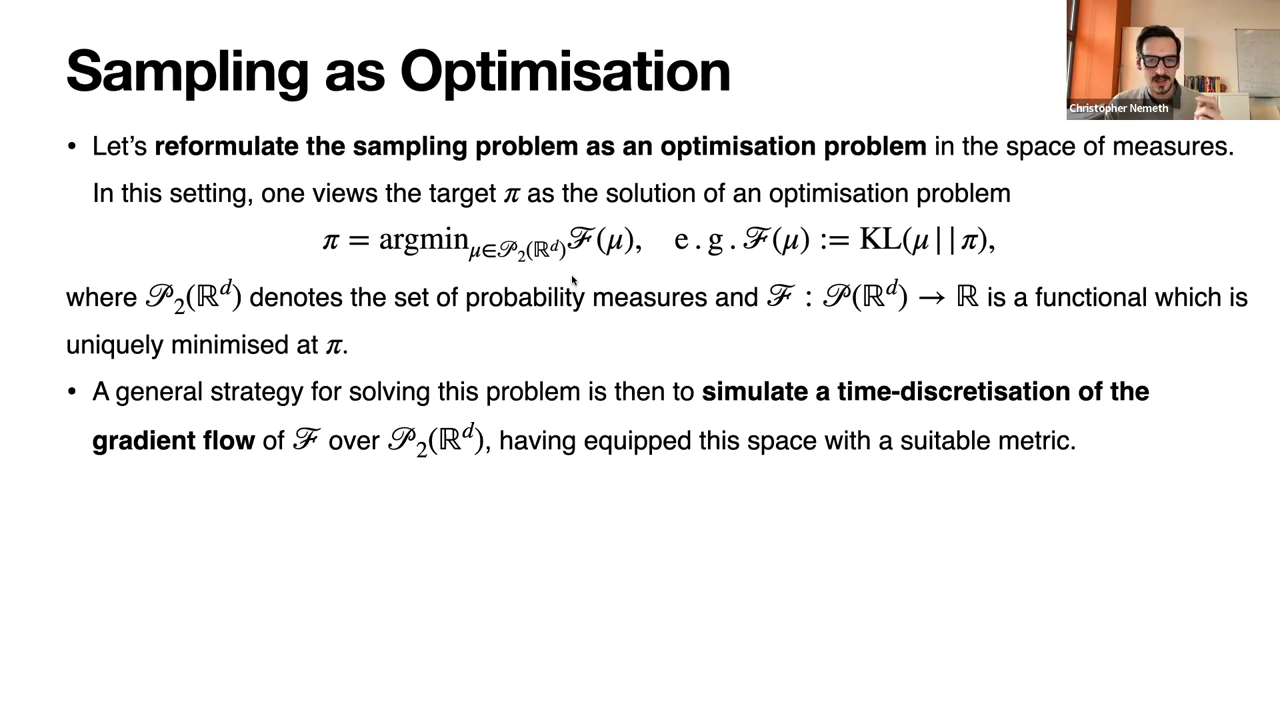 Sampling as Optimisation
Christopher Nemeth
• Let's reformulate the sampling problem as an optimisation problem in the space of measures.
In this setting, one views the target π as the solution of an optimisation problem
π = argmin_{μ∈𝒫₂(ℝᵈ)}ℱ(μ), e.g. ℱ(μ) := KL(μ||π),
where 𝒫₂(ℝᵈ) denotes the set of probability measures and ℱ : 𝒫(ℝᵈ) → ℝ is a functional which is
uniquely minimised at π.
• A general strategy for solving this problem is then to simulate a time-discretisation of the
gradient flow of ℱ over 𝒫₂(ℝᵈ), having equipped this space with a suitable metric.